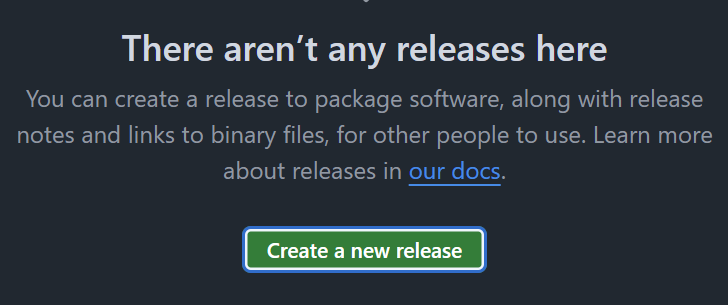 There aren’t any releases here
You can create a release to package software, along with release
notes and links to binary files, for other people to use. Learn more
about releases in our docs.
Create a new release